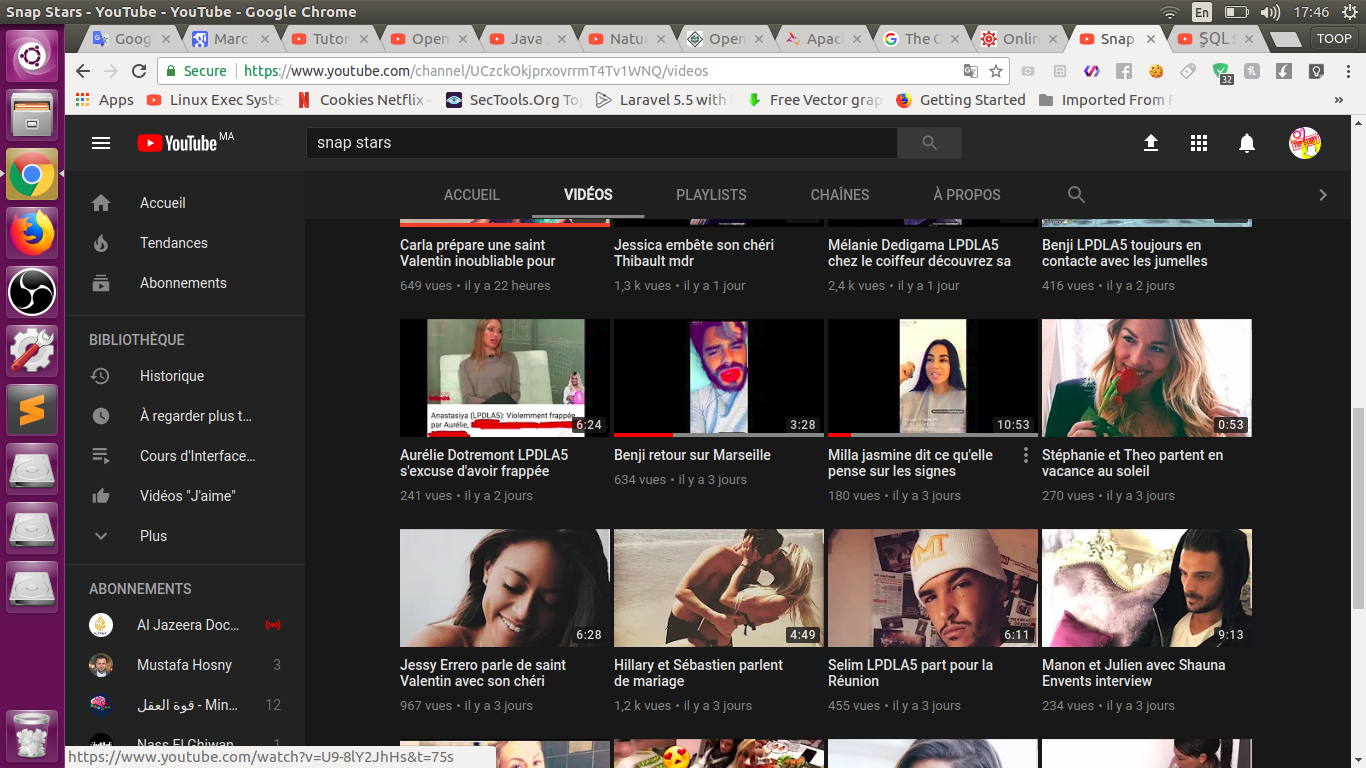 Snap Stars - YouTube - YouTube - Google Chrome
En
17:46
Goog
Marc
Tutor
Open
Java
Natu
Open
Apac
The C
Onlin
Snap
ŞQL
TOOP
Secure
https://www.youtube.com/channel/UCzckOkjprxovrrmT4Tv1WNQ/videos
32
Apps
Linux Exec Syste
Cookies Netflix -
SecTools.Org To
Laravel 5.5 with
Free Vector grap
Getting Started
Imported From F
»
YouTube MA
snap stars
ACCUEIL
VIDÉOS
PLAYLISTS
CHAÎNES
À PROPOS
Accueil
Tendances
Abonnements
BIBLIOTHÈQUE
Historique
À regarder plus t...
Cours d'Interface...
Vidéos "J'aime"
Plus
ABONNEMENTS
Al Jazeera Doc...
Mustafa Hosny 3
قوة العقل - Min... 12
Nass El Ghiwan 1
Carla prépare une saint
Valentin inoubliable pour
649 vues • il y a 22 heures
Jessica embête son chéri
Thibault mdr
1,3 k vues • il y a 1 jour
Mélanie Dedigama LPDLA5
chez le coiffeur découvrez sa
2,4 k vues • il y a 1 jour
Benji LPDLA5 toujours en
contacte avec les jumelles
416 vues • il y a 2 jours
Anastasiya (LPDLA5): Violemment frappée
par Aurélie,
6:24
Aurélie Dotremont LPDLA5
s'excuse d'avoir frappée
241 vues • il y a 2 jours
3:28
Benji retour sur Marseille
634 vues • il y a 3 jours
10:53
Milla jasmine dit ce qu'elle
pense sur les signes
180 vues • il y a 3 jours
0:53
Stéphanie et Theo partent en
vacance au soleil
270 vues • il y a 3 jours
6:28
Jessy Errero parle de saint
Valentin avec son chéri
967 vues • il y a 3 jours
4:49
Hillary et Sébastien parlent
de mariage
1,2 k vues • il y a 3 jours
MT
6:11
Selim LPDLA5 part pour la
Réunion
455 vues • il y a 3 jours
9:13
Manon et Julien avec Shauna
Envents interview
234 vues • il y a 3 jours
https://www.youtube.com/watch?v=U9-8lY2JhHs&t=75s